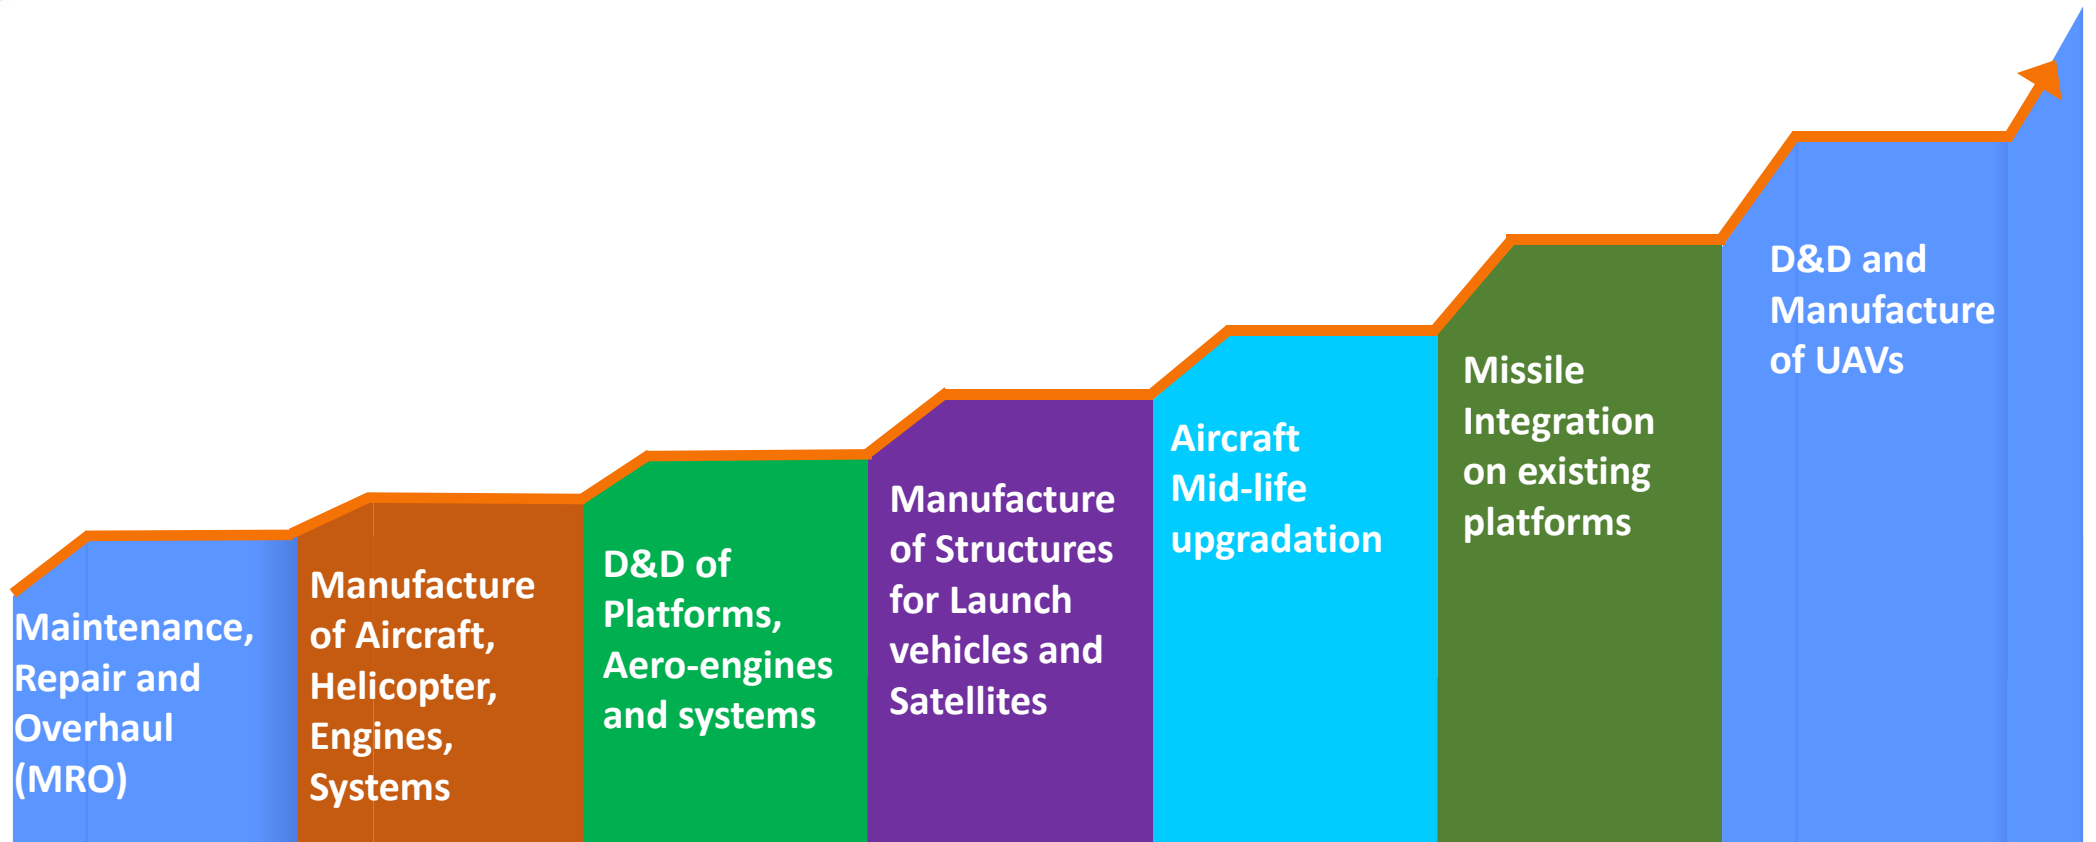 Maintenance,
Repair and
Overhaul
(MRO)
Manufacture
of Aircraft,
Helicopter,
Engines,
Systems
D&D of
Platforms,
Aero-engines
and systems
Manufacture
of Structures
for Launch
vehicles and
Satellites
Aircraft
Mid-life
upgradation
Missile
Integration
on existing
platforms
D&D and
Manufacture
of UAVs